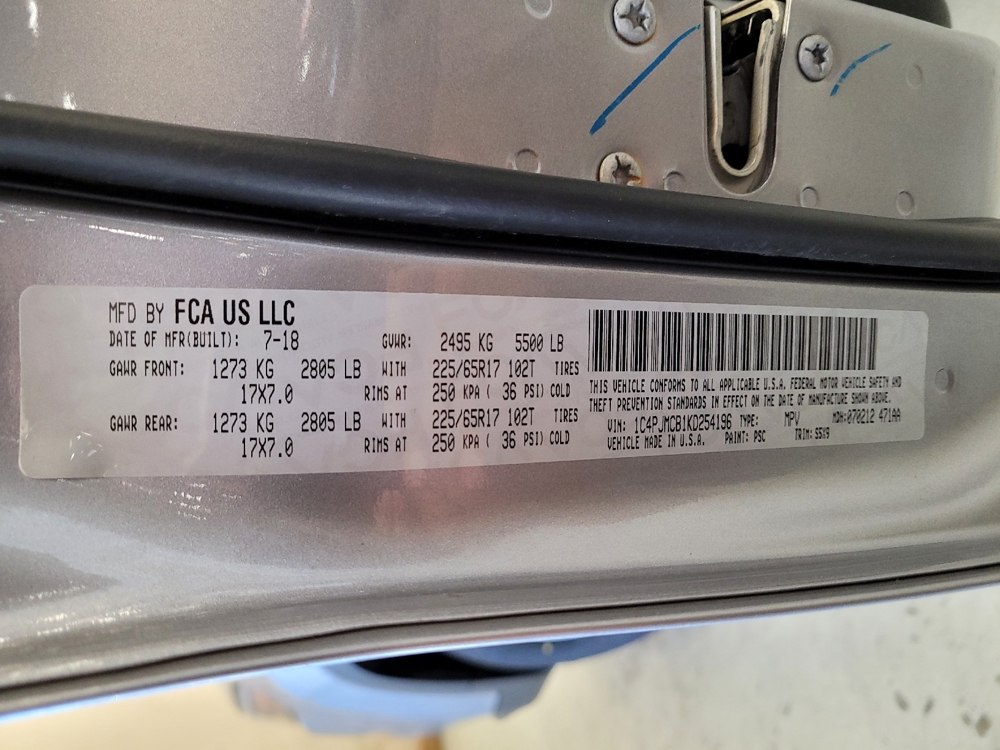 MFD BY FCA US LLC
DATE OF MFR(BUILT): 7-18 GVWR: 2495 KG 5500 LB
GAWR FRONT: 1273 KG 2805 LB WITH 225/65R17 102T TIRES
17X7.0 RIMS AT 250 KPA ( 36 PSI) COLD
GAWR REAR: 1273 KG 2805 LB WITH 225/65R17 102T TIRES
17X7.0 RIMS AT 250 KPA ( 36 PSI) COLD
THIS VEHICLE CONFORMS TO ALL APPLICABLE U.S.A. FEDERAL MOTOR VEHICLE SAFETY AND
THEFT PREVENTION STANDARDS IN EFFECT ON THE DATE OF MANUFACTURE SHOWN ABOVE.
VIN: 1C4PJMCB1KD254196 TYPE: MPV MDH: 070212 471AA
VEHICLE MADE IN U.S.A. PAINT: PSC TRIM: S5X9